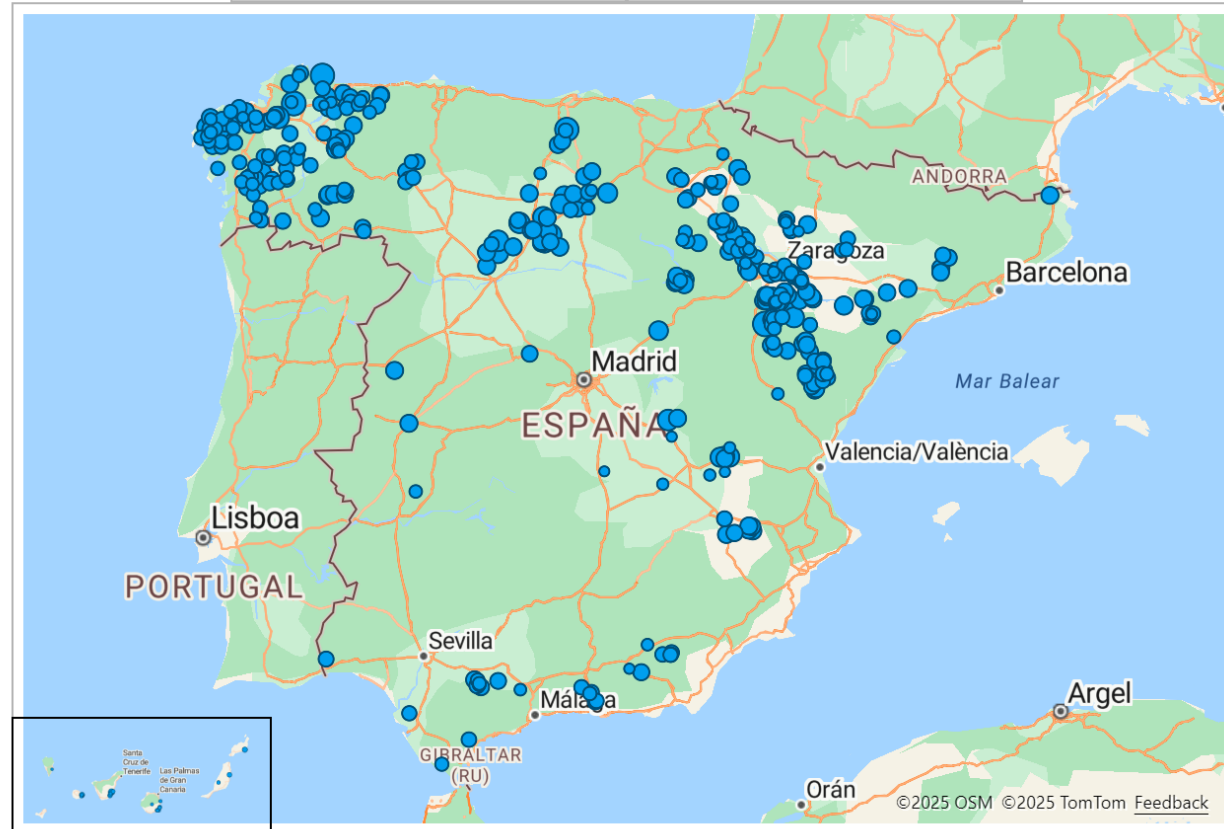 ANDORRA
Zaragoza
Barcelona
Madrid
Mar Balear
ESPAÑA
Valencia/València
Lisboa
PORTUGAL
Sevilla
Málaga
Argel
GIBRALTAR
(RU)
Santa
Cruz de
Tenerife
Las Palmas
de Gran
Canaria
Orán
©2025 OSM ©2025 TomTom Feedback